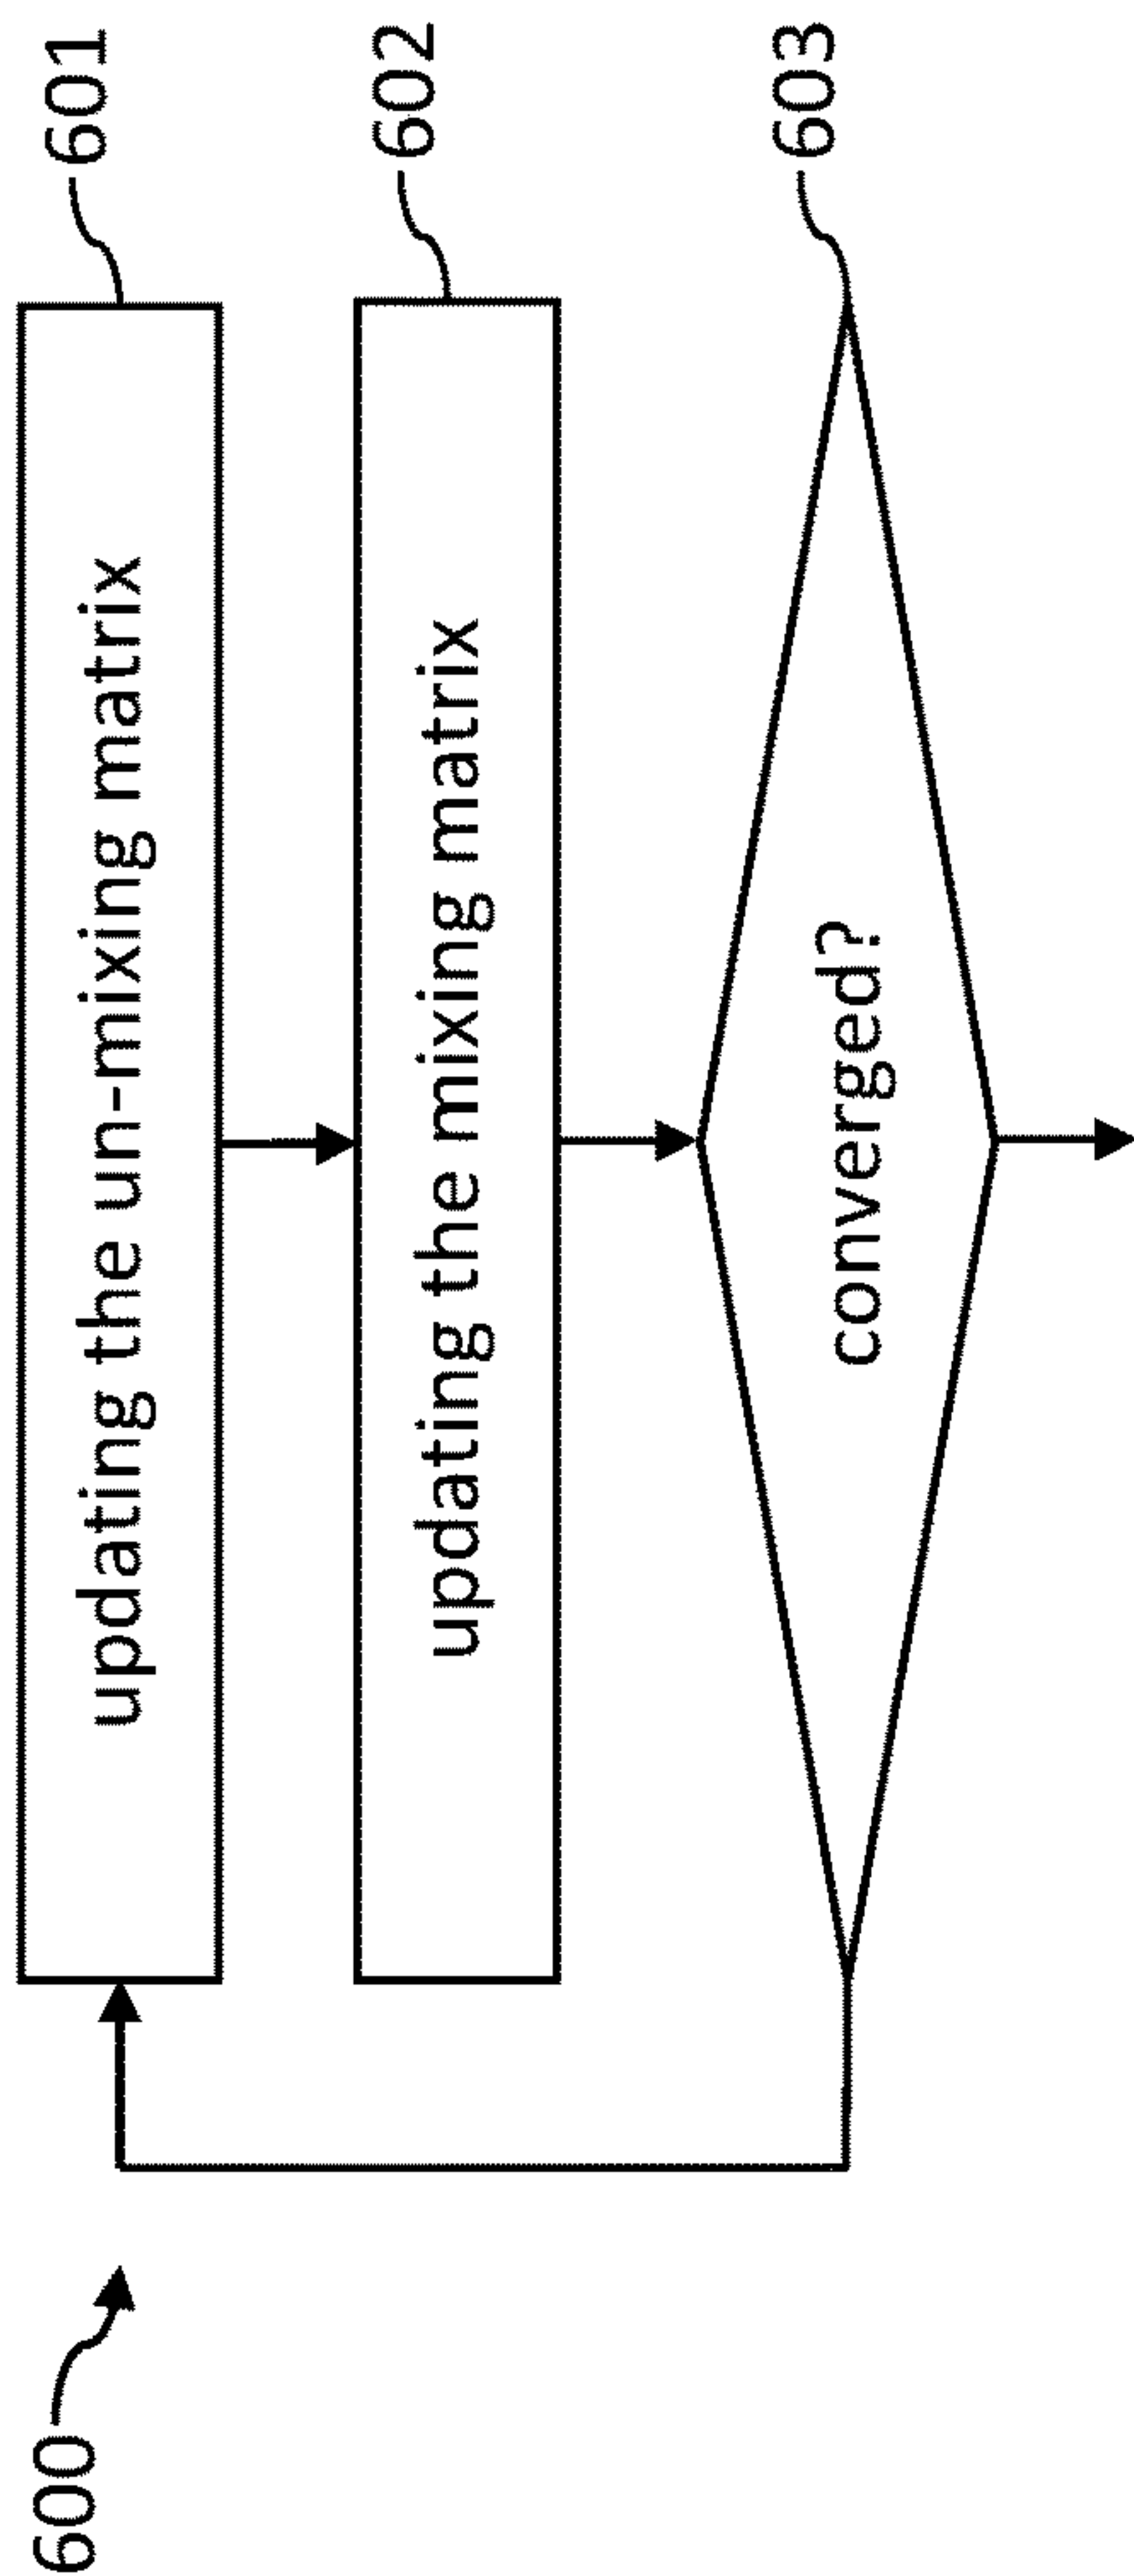 600
updating the un-mixing matrix
601
updating the mixing matrix
602
converged?
603